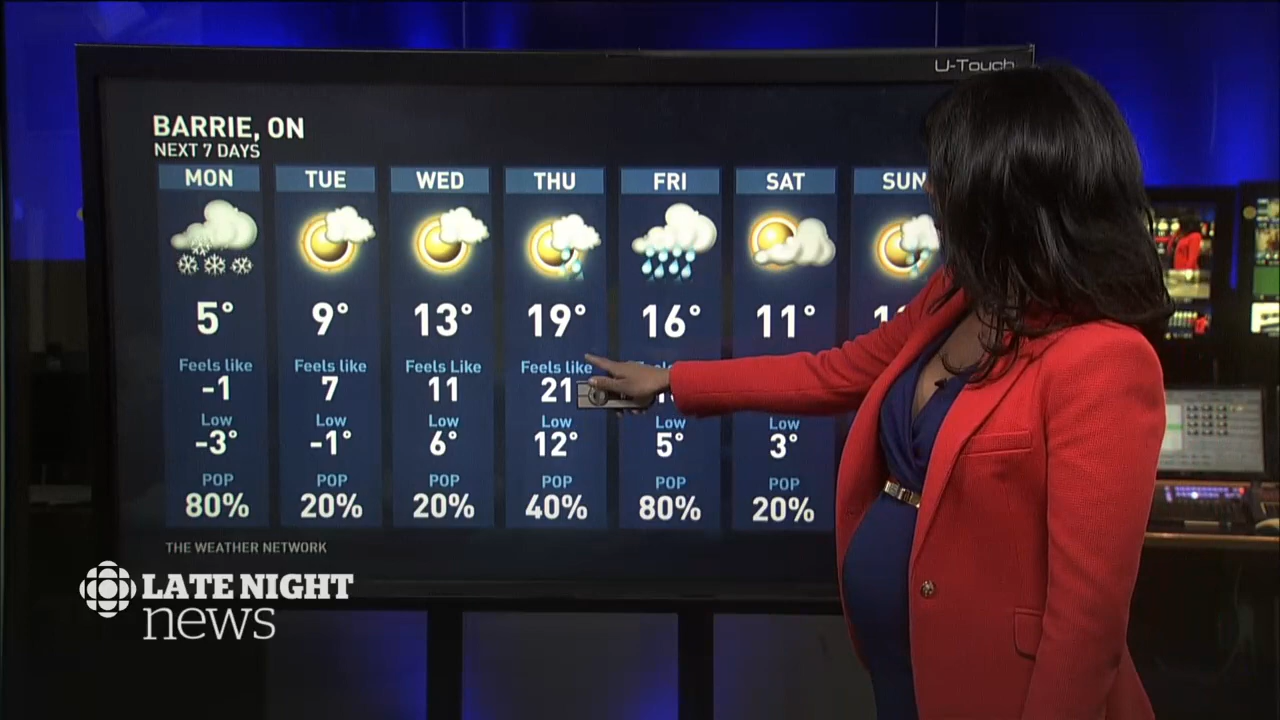 U-Touch
BARRIE, ON
NEXT 7 DAYS
MON TUE WED THU FRI SAT SUN
5° 9° 13° 19° 16° 11°
Feels like Feels like Feels Like Feels like
-1 7 11 21
Low Low Low Low Low Low
-3° -1° 6° 12° 5° 3°
POP POP POP POP POP POP
80% 20% 20% 40% 80% 20%
THE WEATHER NETWORK
LATE NIGHT
news